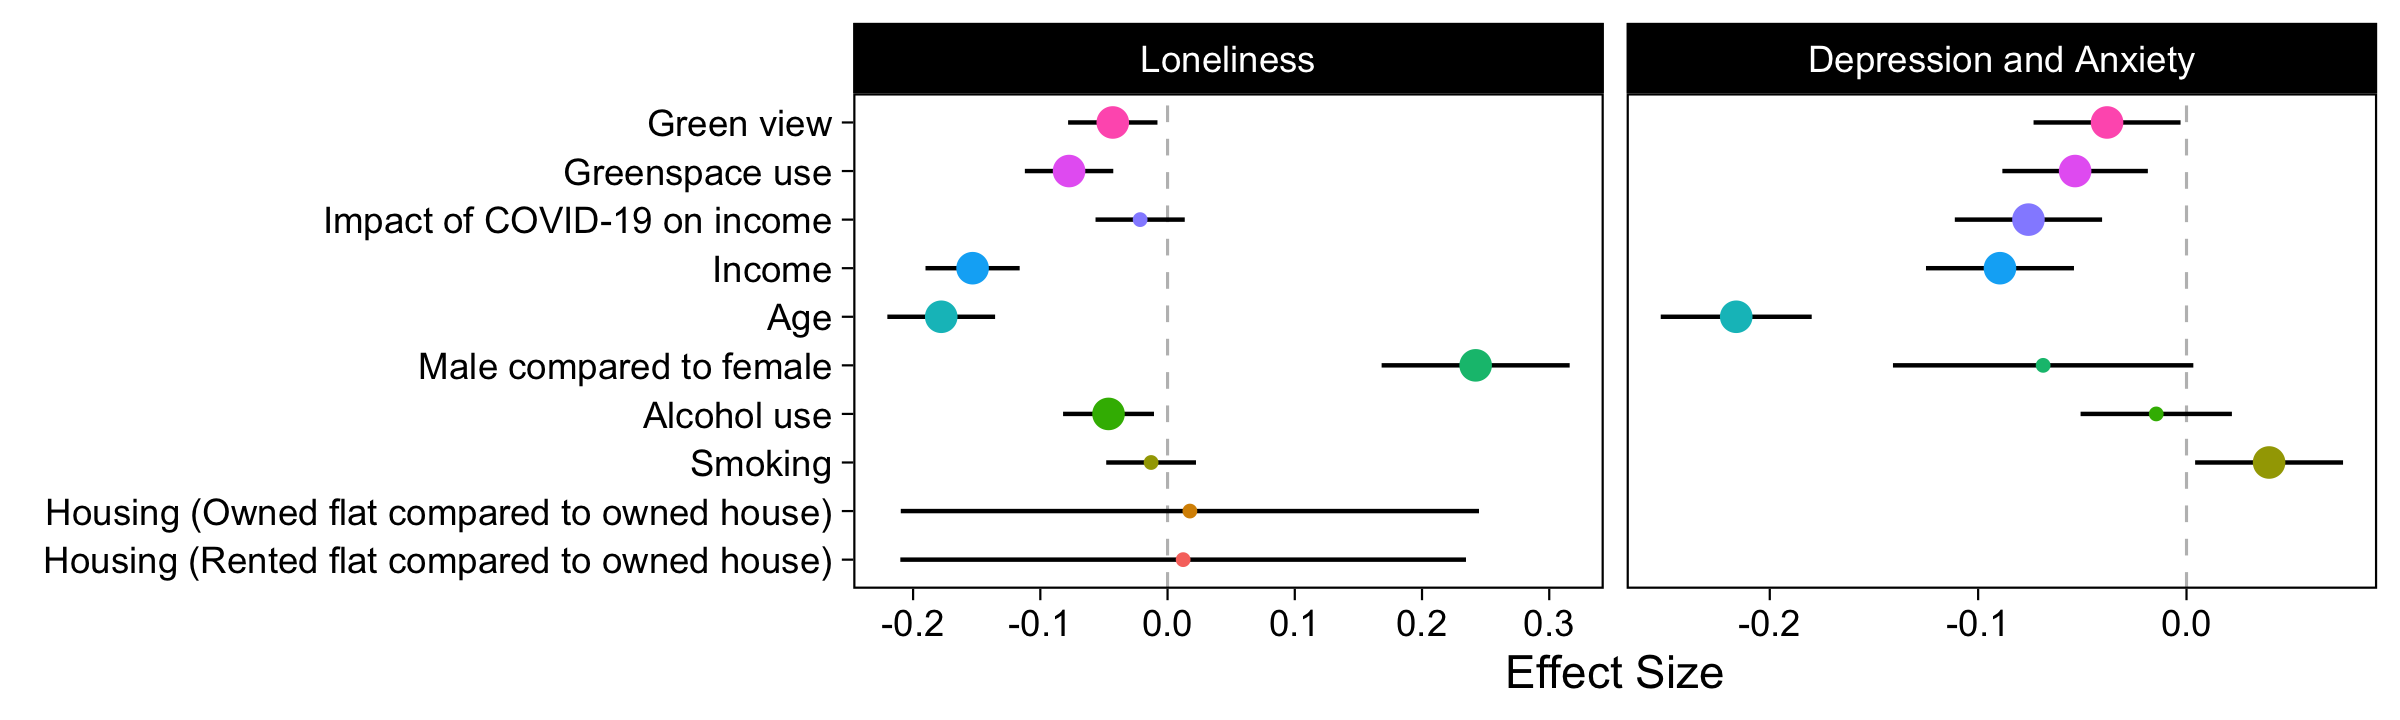 Loneliness
Depression and Anxiety
Green view
Greenspace use
Impact of COVID-19 on income
Income
Age
Male compared to female
Alcohol use
Smoking
Housing (Owned flat compared to owned house)
Housing (Rented flat compared to owned house)
-0.2 -0.1 0.0 0.1 0.2 0.3
-0.2 -0.1 0.0
Effect Size